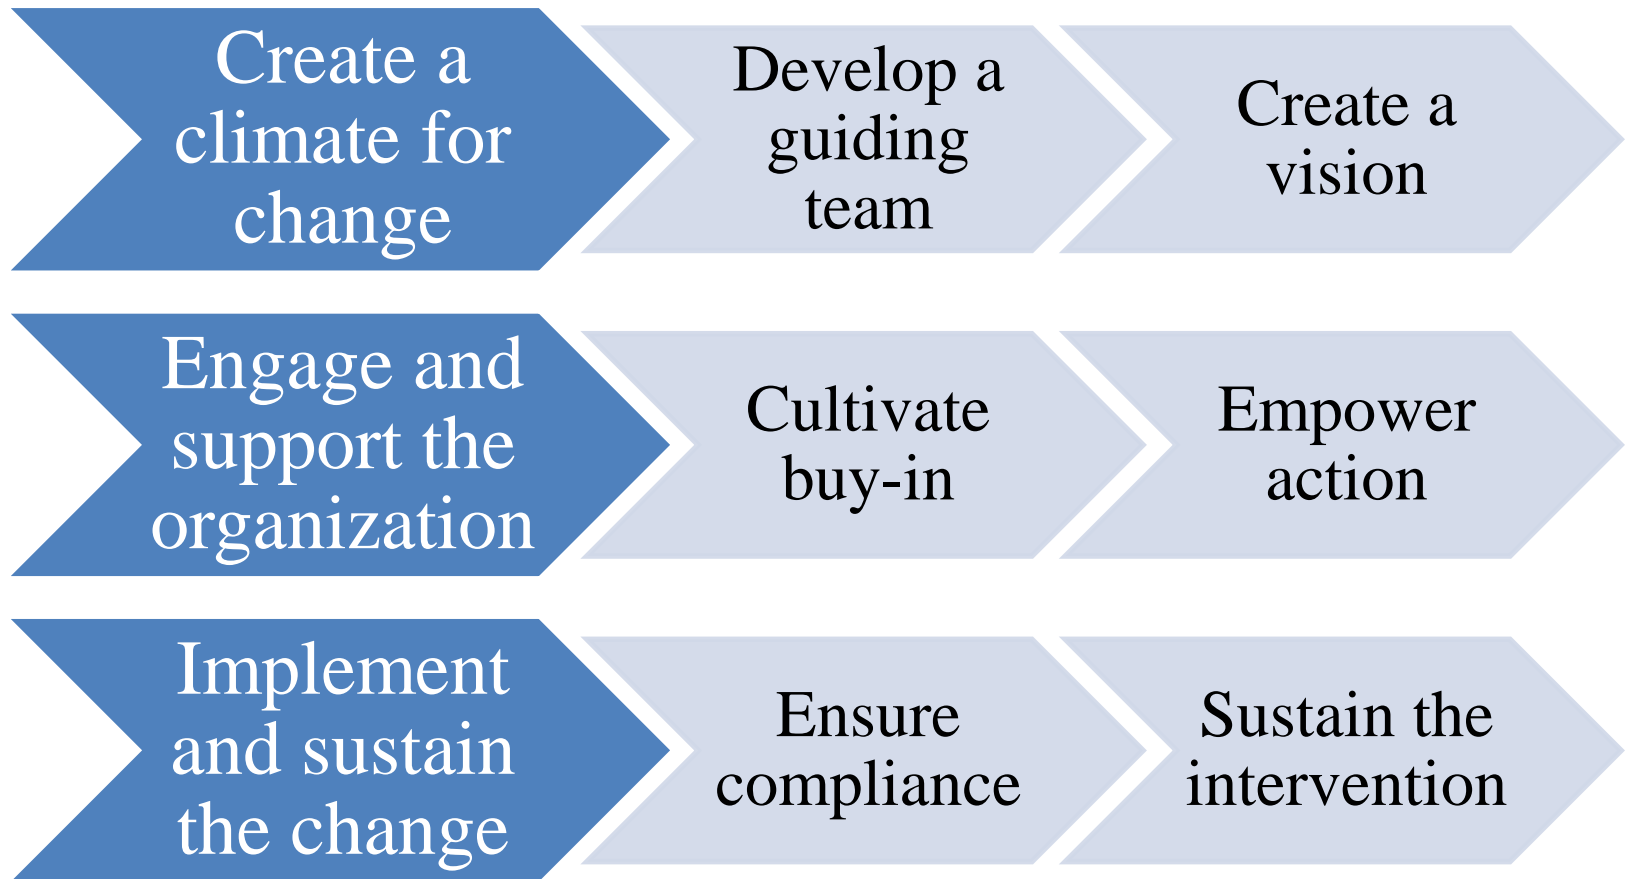 Create a
climate for
change
Develop a
guiding
team
Create a
vision
Engage and
support the
organization
Cultivate
buy-in
Empower
action
Implement
and sustain
the change
Ensure
compliance
Sustain the
intervention